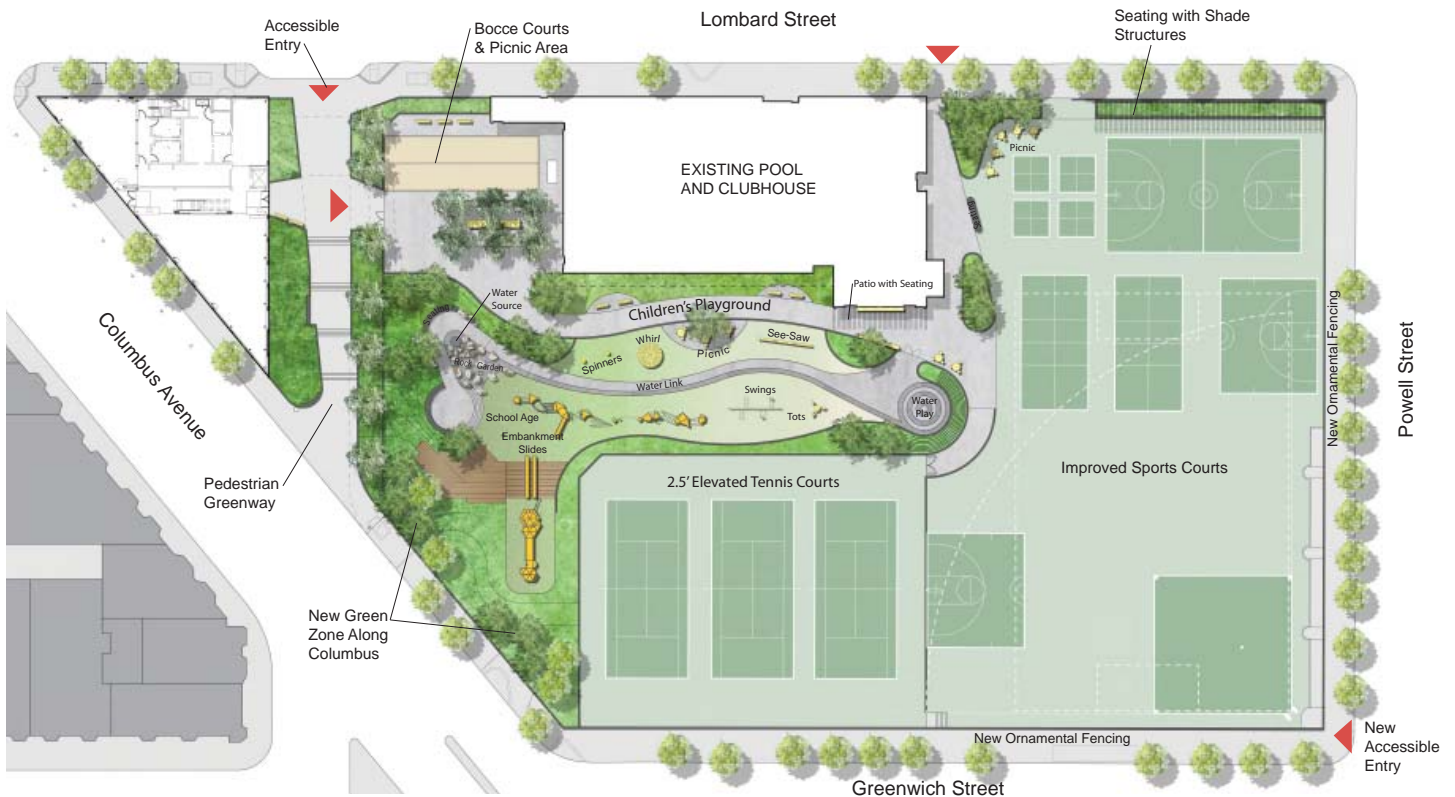 Lombard Street
Accessible
Entry
Bocce Courts
& Picnic Area
Seating with Shade
Structures
EXISTING POOL
AND CLUBHOUSE
Picnic
Seating
Columbus Avenue
Water
Source
Seating
Rock Garden
Children's Playground
Patio with Seating
Spinners
Whirl
Picnic
See-Saw
Water Link
Swings
Tots
Water
Play
School Age
Embankment
Slides
New Ornamental Fencing
Powell Street
Pedestrian
Greenway
2.5' Elevated Tennis Courts
Improved Sports Courts
New Green
Zone Along
Columbus
New Ornamental Fencing
New
Accessible
Entry
Greenwich Street